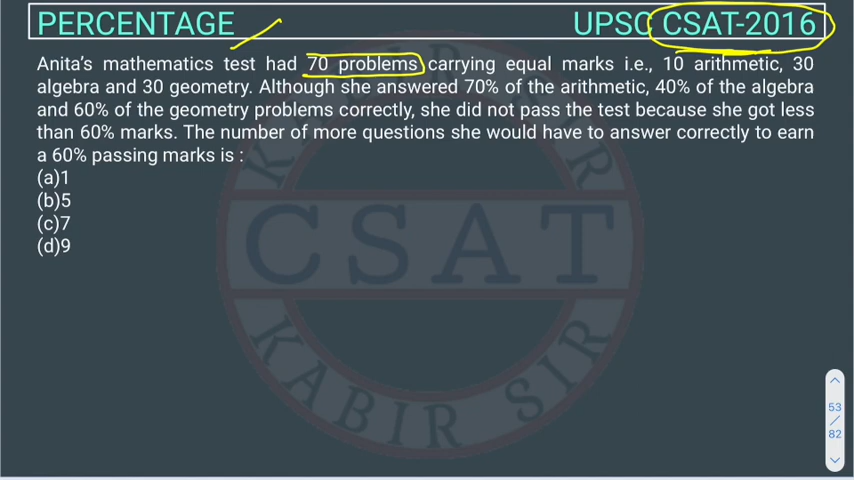 PERCENTAGE UPSC CSAT-2016
Anita's mathematics test had 70 problems carrying equal marks i.e., 10 arithmetic, 30
algebra and 30 geometry. Although she answered 70% of the arithmetic, 40% of the algebra
and 60% of the geometry problems correctly, she did not pass the test because she got less
than 60% marks. The number of more questions she would have to answer correctly to earn
a 60% passing marks is :
(a)1
(b)5
(c)7
(d)9
KABIR SIR
CSAT
KABIR SIR
53
/
82